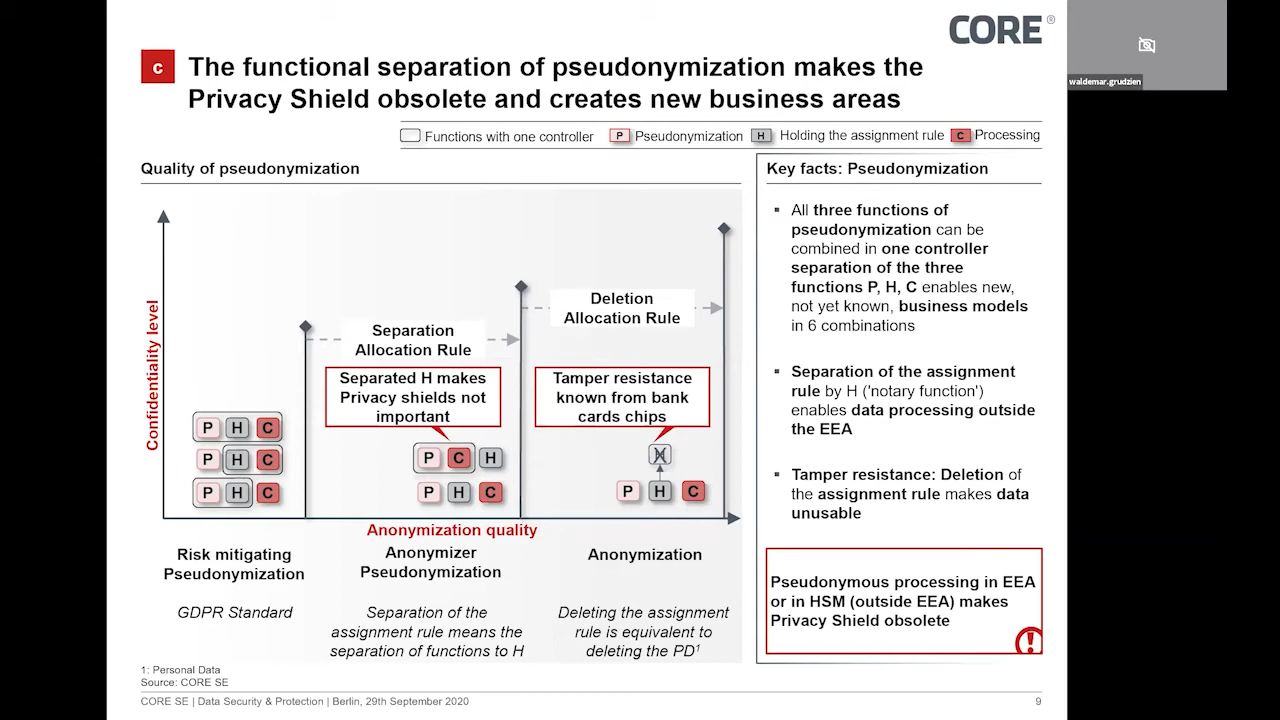 CORE®
waldemar.grudzien
c
The functional separation of pseudonymization makes the
Privacy Shield obsolete and creates new business areas
Functions with one controller P Pseudonymization H Holding the assignment rule C Processing
Quality of pseudonymization
Confidentiality level
Separation
Allocation Rule
Deletion
Allocation Rule
Separated H makes
Privacy shields not
important
Tamper resistance
known from bank
cards chips
P H C
P H C
P H C
P C H
P H C
H
P H C
Anonymization quality
Risk mitigating
Pseudonymization
GDPR Standard
Anonymizer
Pseudonymization
Separation of the
assignment rule means the
separation of functions to H
Anonymization
Deleting the assignment
rule is equivalent to
deleting the PD¹
Key facts: Pseudonymization
▪ All three functions of
pseudonymization can be
combined in one controller
separation of the three
functions P, H, C enables new,
not yet known, business models
in 6 combinations
▪ Separation of the assignment
rule by H ('notary function')
enables data processing outside
the EEA
▪ Tamper resistance: Deletion of
the assignment rule makes data
unusable
Pseudonymous processing in EEA
or in HSM (outside EEA) makes
Privacy Shield obsolete
!
1: Personal Data
Source: CORE SE
CORE SE | Data Security & Protection | Berlin, 29th September 2020
9